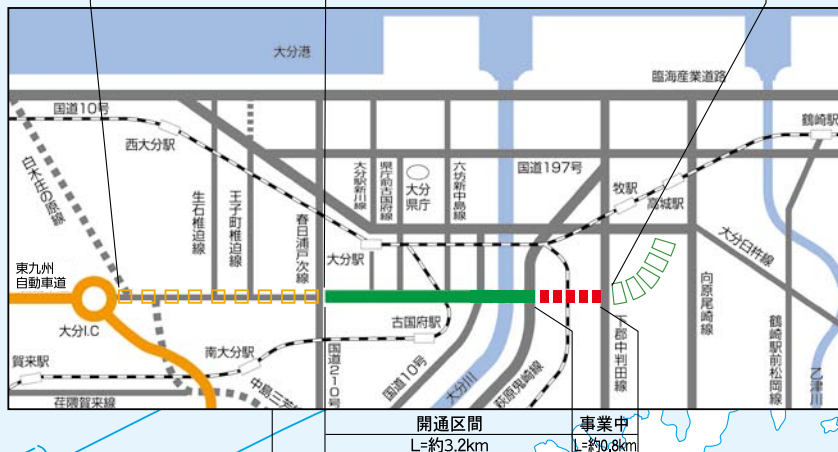 大分港
臨海産業道路
国道10号
鶴崎駅
西大分駅
白木庄の原線
生石椎迫線
王子町椎迫線
春日浦戸次線
大分駅新川線
県庁前古国府線
大分
県庁
六坊新中島線
国道197号
牧駅
高城駅
大分臼杵線
大分駅
東九州
自動車道
大分I.C
古国府駅
南大分駅
賀来駅
荏隈賀来線
国道210号
国道10号
大分川
萩原鬼崎線
下郡中判田線
向原尾崎線
鶴崎駅前松岡線
乙津川
開通区間
事業中
L=約3.2km
L=約0.8km